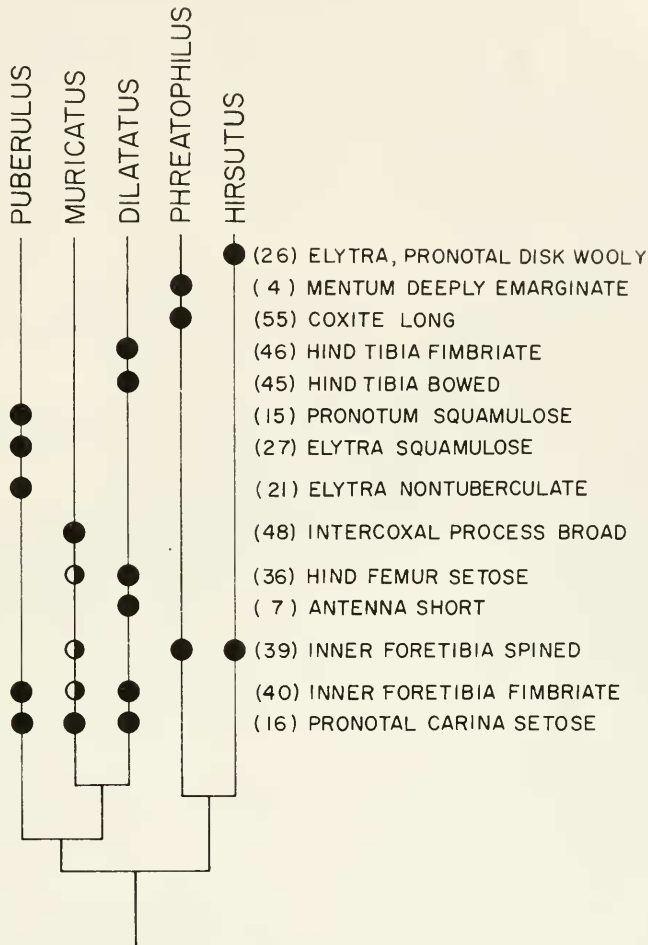 PUBERULUS
MURICATUS
DILATATUS
PHREATOPHILUS
HIRSUTUS
(26) ELYTRA, PRONOTAL DISK WOOLY
( 4 ) MENTUM DEEPLY EMARGINATE
(55) COXITE LONG
(46) HIND TIBIA FIMBRIATE
(45) HIND TIBIA BOWED
(15) PRONOTUM SQUAMULOSE
(27) ELYTRA SQUAMULOSE
(21) ELYTRA NONTUBERCULATE
(48) INTERCOXAL PROCESS BROAD
(36) HIND FEMUR SETOSE
( 7 ) ANTENNA SHORT
(39) INNER FORETIBIA SPINED
(40) INNER FORETIBIA FIMBRIATE
(16) PRONOTAL CARINA SETOSE